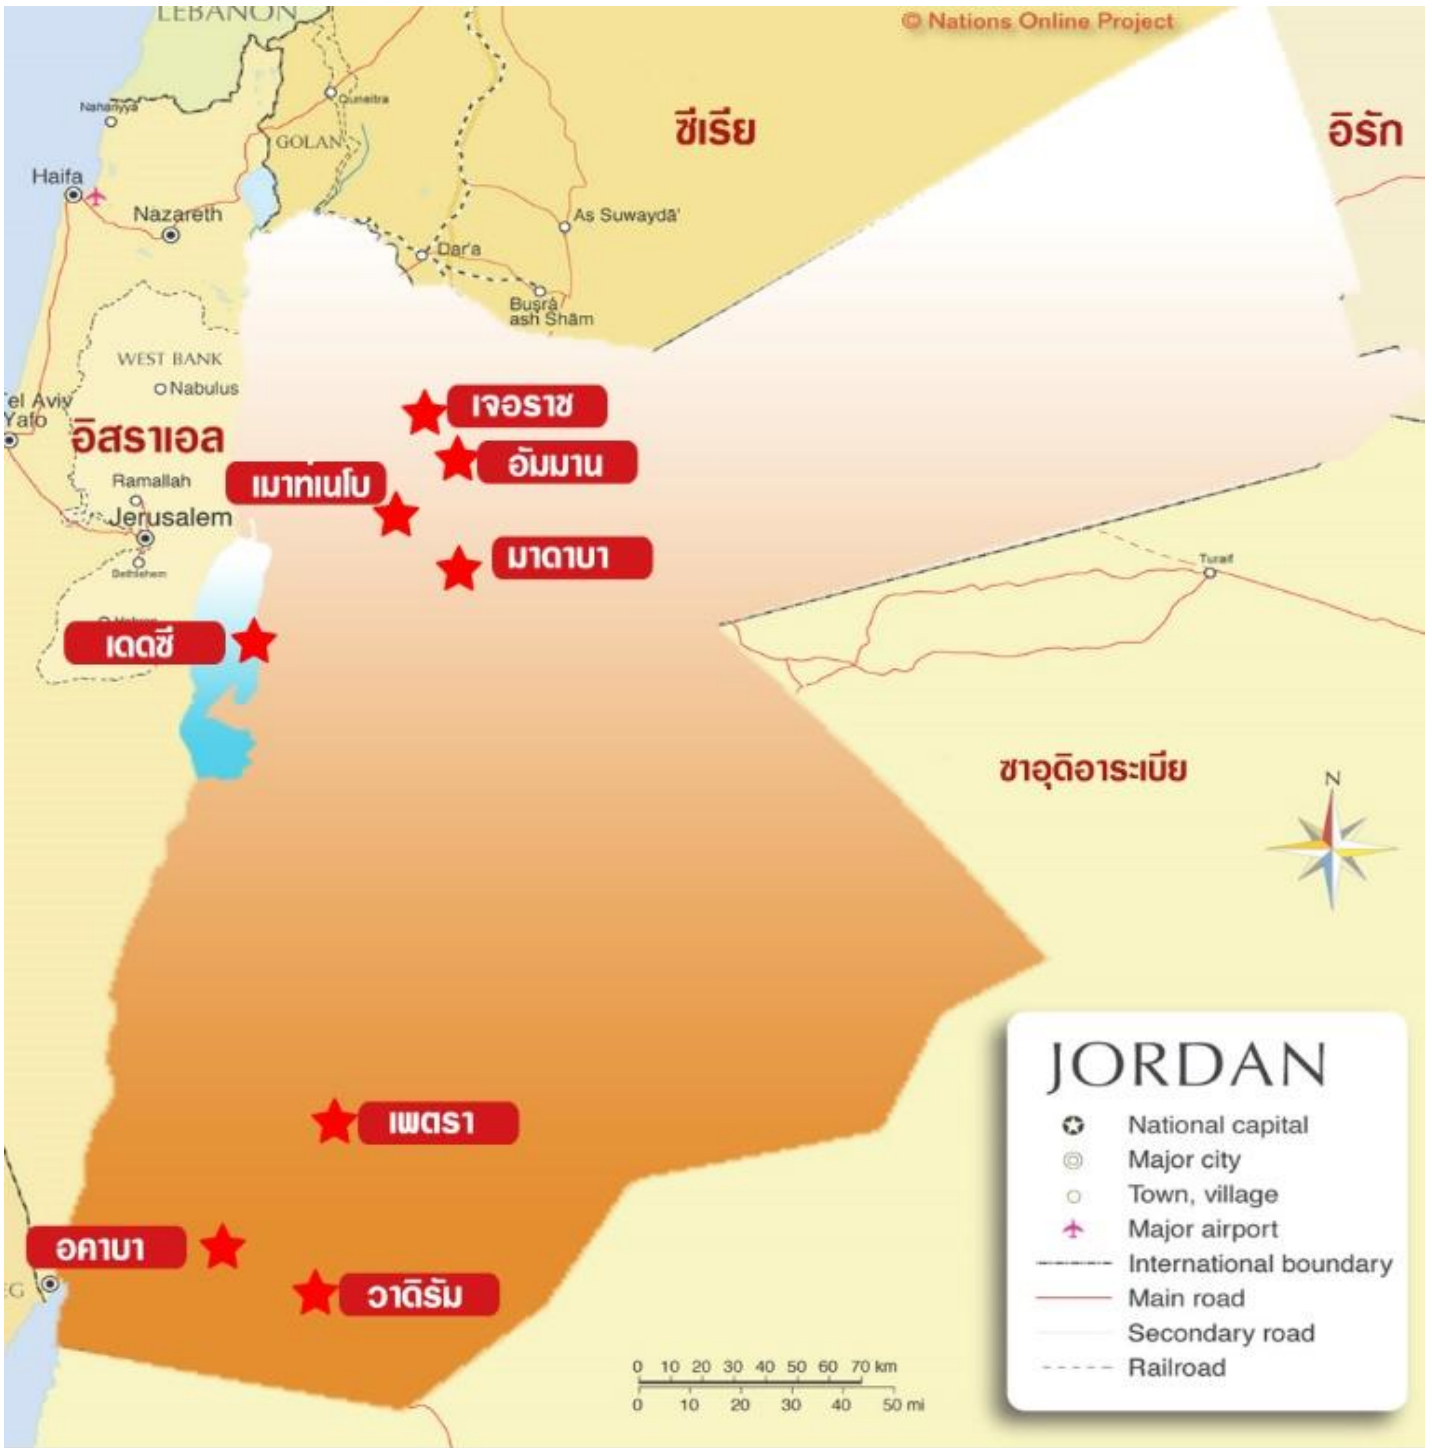 LEBANON
© Nations Online Project
Nahariyya
Quneitra
ซีเรีย
อิรัก
GOLAN
Haifa
Nazareth
As Suwaydā'
Dar'a
Buşrá
ash Shām
WEST BANK
Nabulus
el Aviv
Yafo
เจอราช
อิสราเอล
อัมมาน
Ramallah
เมาท์เนโบ
Jerusalem
มาดาบา
Turaif
Bethlehem
เดดซี
ซาอุดิอาระเบีย
N
JORDAN
National capital
Major city
Town, village
Major airport
International boundary
Main road
Secondary road
Railroad
เพตรา
อคาบา
วาดิรัม
G
0 10 20 30 40 50 60 70 km
0 10 20 30 40 50 mi